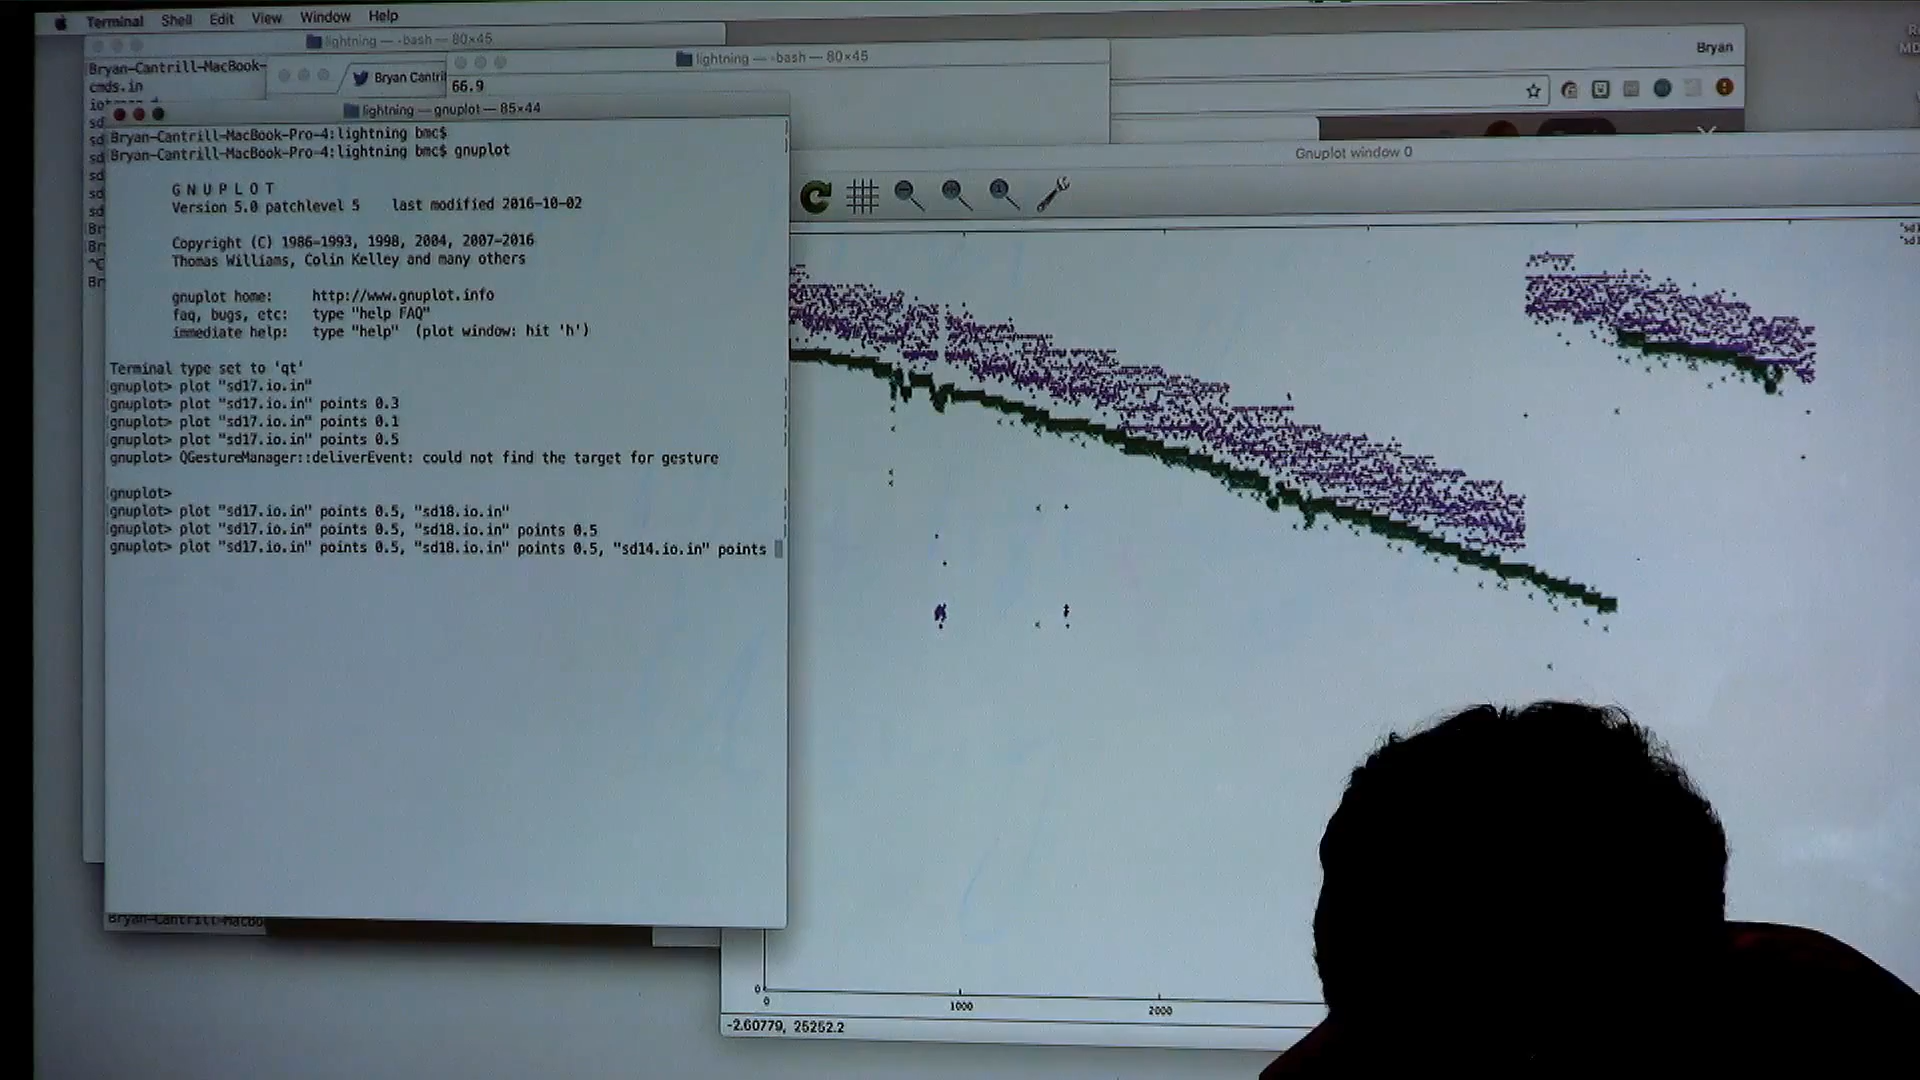 Terminal Shell Edit View Window Help
lightning — -bash — 80×45
lightning — -bash — 80×45
Bryan
Bryan-Cantrill-MacBook-
Bryan Cantril
66.9
cmds.in
lightning — gnuplot — 85×44
Bryan-Cantrill-MacBook-Pro-4:lightning bmc$
Bryan-Cantrill-MacBook-Pro-4:lightning bmc$ gnuplot
Gnuplot window 0
G N U P L O T
Version 5.0 patchlevel 5 last modified 2016-10-02
Copyright (C) 1986-1993, 1998, 2004, 2007-2016
Thomas Williams, Colin Kelley and many others
gnuplot home: http://www.gnuplot.info
faq, bugs, etc: type "help FAQ"
immediate help: type "help" (plot window: hit 'h')
Terminal type set to 'qt'
gnuplot> plot "sd17.io.in"
gnuplot> plot "sd17.io.in" points 0.3
gnuplot> plot "sd17.io.in" points 0.1
gnuplot> plot "sd17.io.in" points 0.5
gnuplot> QGestureManager::deliverEvent: could not find the target for gesture
gnuplot>
gnuplot> plot "sd17.io.in" points 0.5, "sd18.io.in"
gnuplot> plot "sd17.io.in" points 0.5, "sd18.io.in" points 0.5
gnuplot> plot "sd17.io.in" points 0.5, "sd18.io.in" points 0.5, "sd14.io.in" points
Bryan-Cantrill-MacBo
0
0 1000 2000
-2.60779, 25252.2